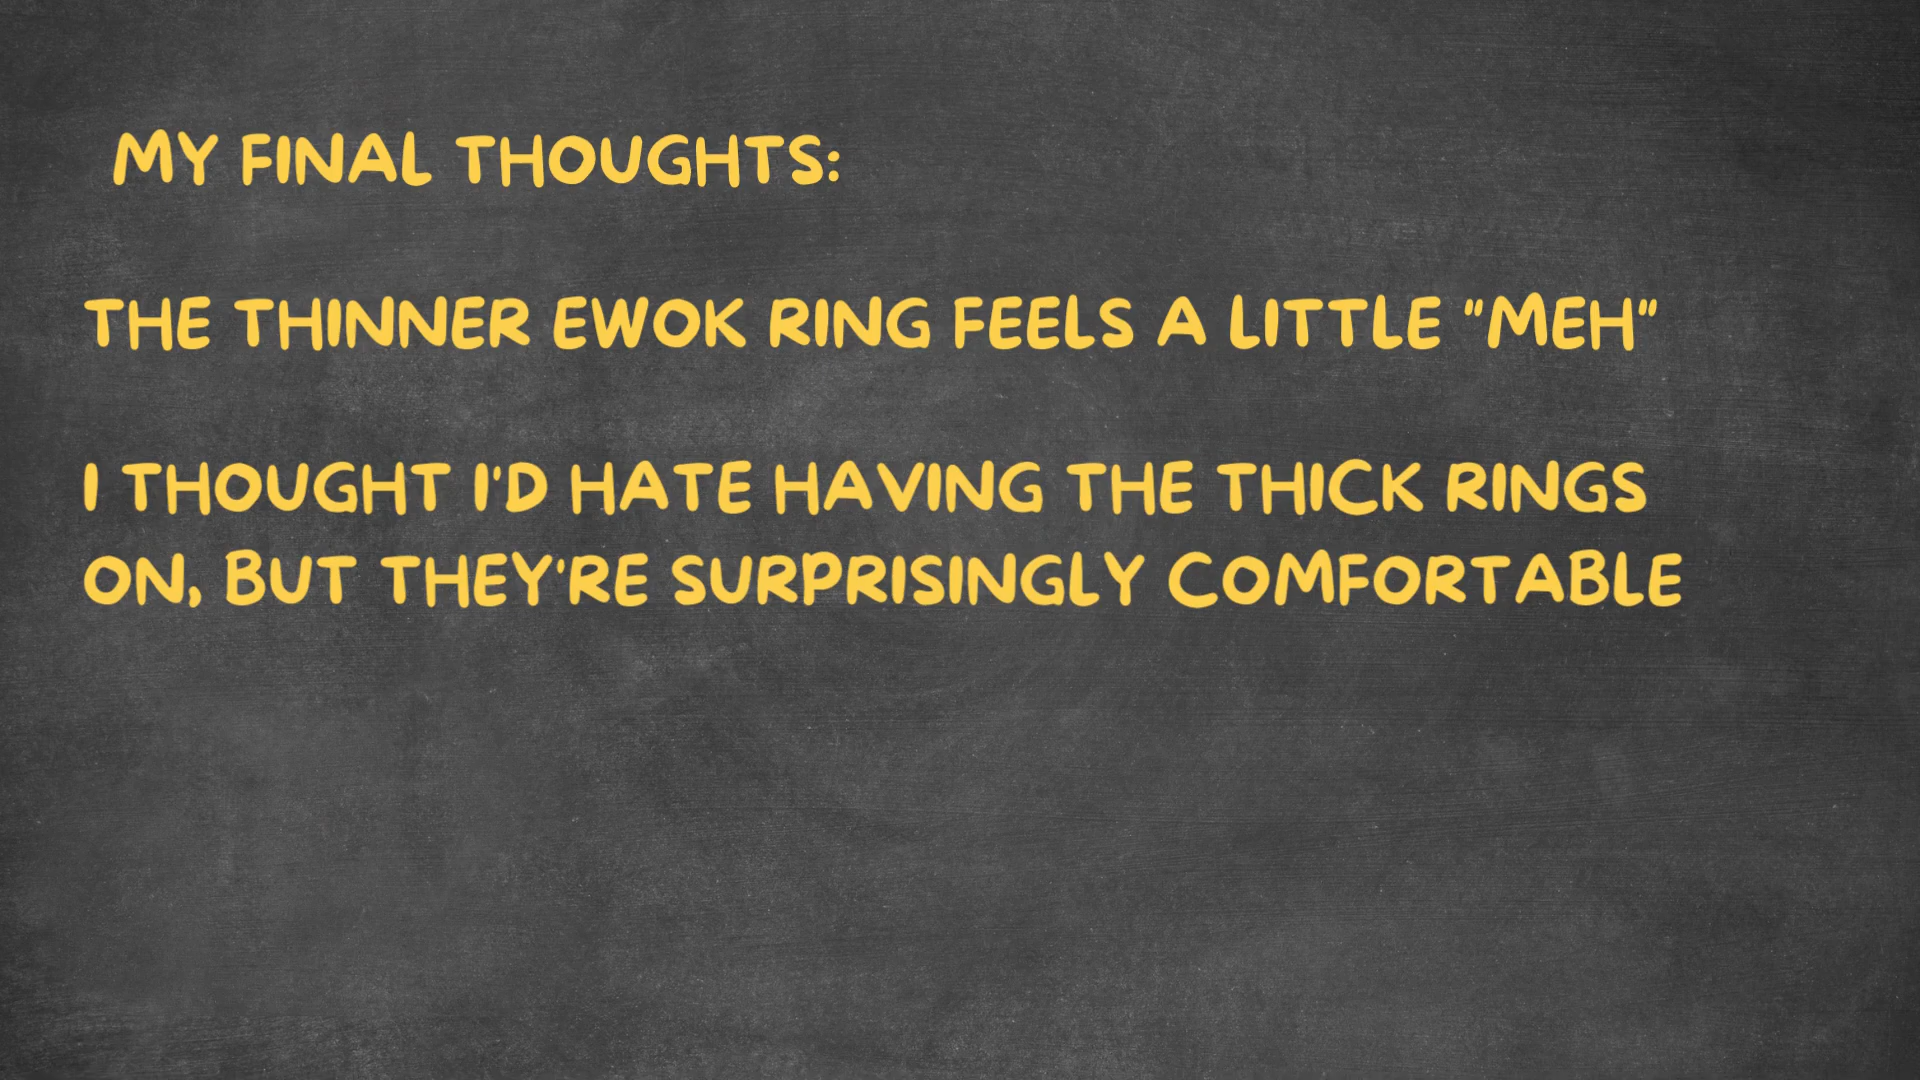 MY FINAL THOUGHTS:
THE THINNER EWOK RING FEELS A LITTLE "MEH"
I THOUGHT I'D HATE HAVING THE THICK RINGS
ON, BUT THEY'RE SURPRISINGLY COMFORTABLE